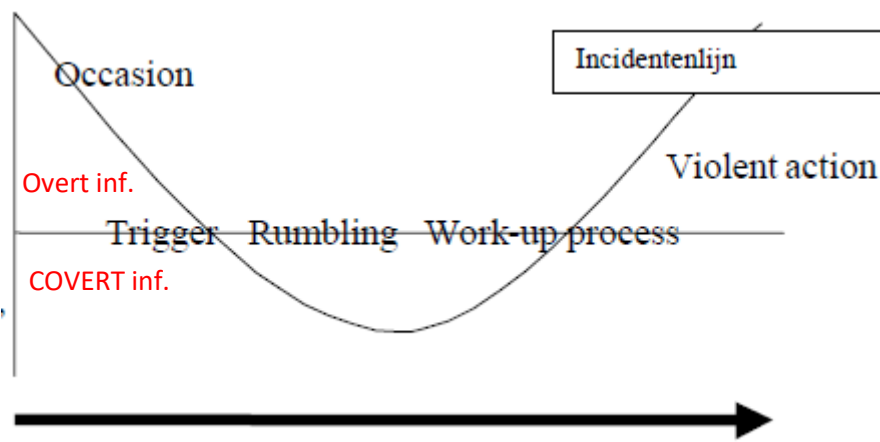 Incidentenlijn
Occasion
Violent action
Overt inf.
Trigger Rumbling Work-up process
COVERT inf.